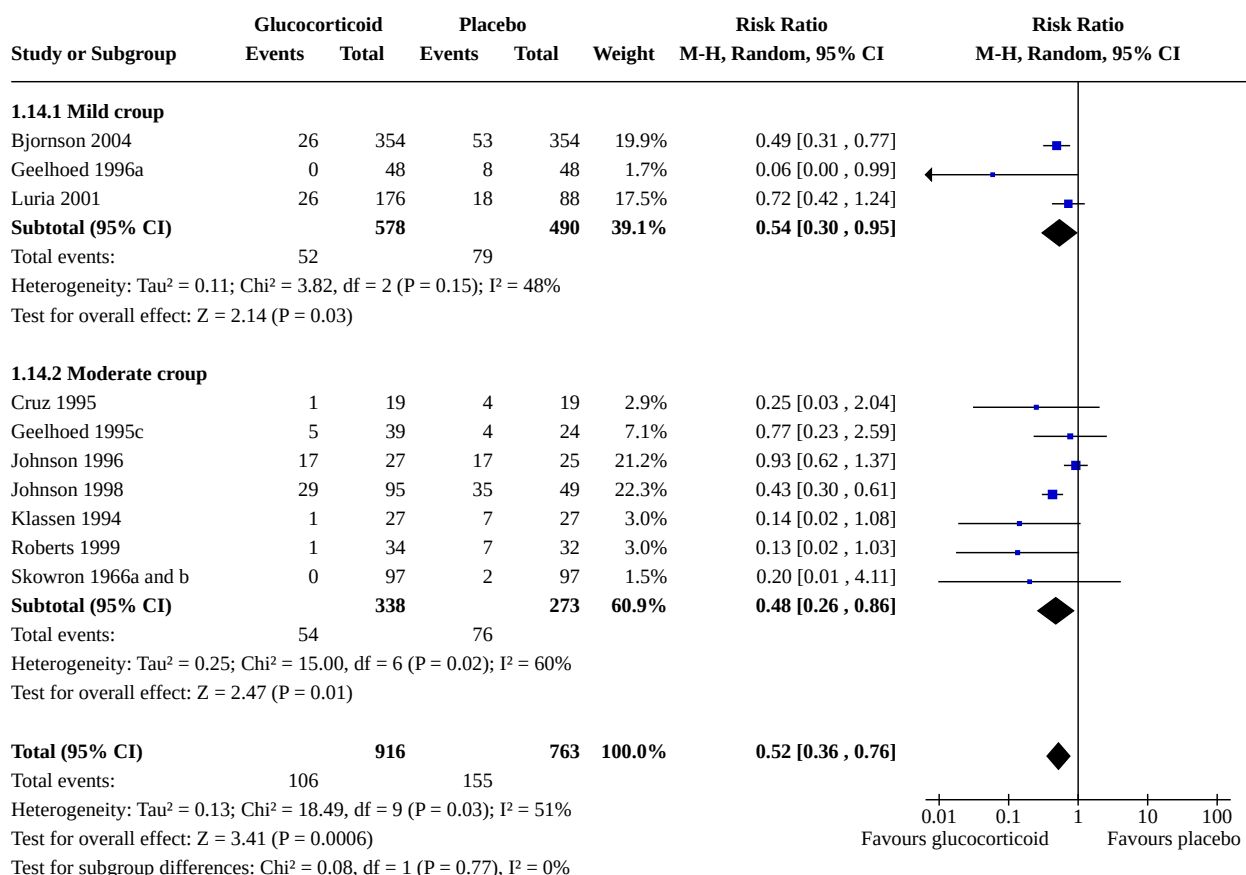 Glucocorticoid Placebo Risk Ratio Risk Ratio
Study or Subgroup Events Total Events Total Weight M-H, Random, 95% CI M-H, Random, 95% CI
1.14.1 Mild croup
Bjornson 2004 26 354 53 354 19.9% 0.49 [0.31 , 0.77]
Geelhoed 1996a 0 48 8 48 1.7% 0.06 [0.00 , 0.99]
Luria 2001 26 176 18 88 17.5% 0.72 [0.42 , 1.24]
Subtotal (95% CI) 578 490 39.1% 0.54 [0.30 , 0.95]
Total events: 52 79
Heterogeneity: Tau² = 0.11; Chi² = 3.82, df = 2 (P = 0.15); I² = 48%
Test for overall effect: Z = 2.14 (P = 0.03)
1.14.2 Moderate croup
Cruz 1995 1 19 4 19 2.9% 0.25 [0.03 , 2.04]
Geelhoed 1995c 5 39 4 24 7.1% 0.77 [0.23 , 2.59]
Johnson 1996 17 27 17 25 21.2% 0.93 [0.62 , 1.37]
Johnson 1998 29 95 35 49 22.3% 0.43 [0.30 , 0.61]
Klassen 1994 1 27 7 27 3.0% 0.14 [0.02 , 1.08]
Roberts 1999 1 34 7 32 3.0% 0.13 [0.02 , 1.03]
Skowron 1966a and b 0 97 2 97 1.5% 0.20 [0.01 , 4.11]
Subtotal (95% CI) 338 273 60.9% 0.48 [0.26 , 0.86]
Total events: 54 76
Heterogeneity: Tau² = 0.25; Chi² = 15.00, df = 6 (P = 0.02); I² = 60%
Test for overall effect: Z = 2.47 (P = 0.01)
Total (95% CI) 916 763 100.0% 0.52 [0.36 , 0.76]
Total events: 106 155
Heterogeneity: Tau² = 0.13; Chi² = 18.49, df = 9 (P = 0.03); I² = 51%
0.01 0.1 1 10 100
Test for overall effect: Z = 3.41 (P = 0.0006)
Favours glucocorticoid Favours placebo
Test for subgroup differences: Chi² = 0.08, df = 1 (P = 0.77), I² = 0%